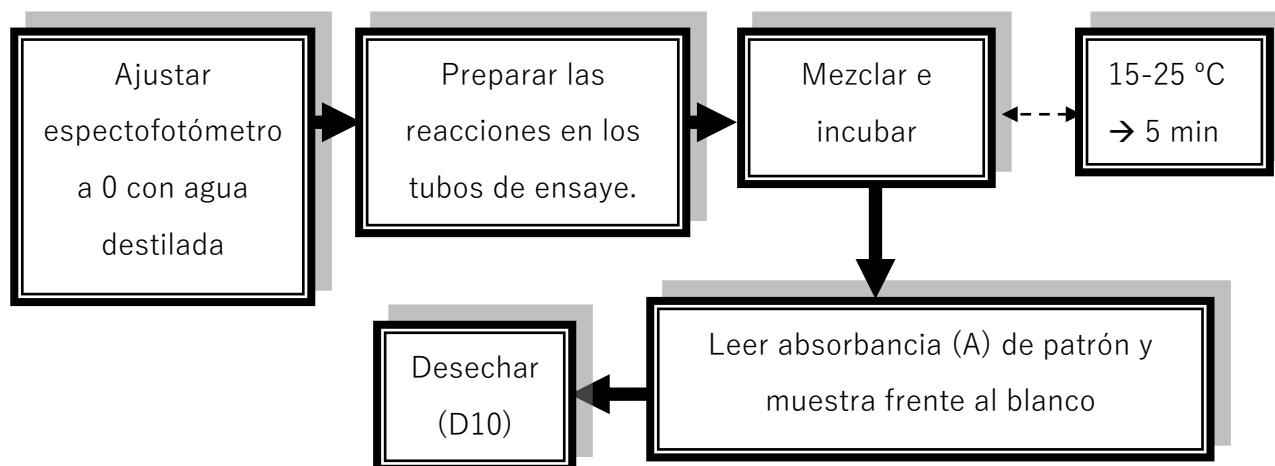 Ajustar
espectofotómetro
a 0 con agua
destilada
Preparar las
reacciones en los
tubos de ensaye.
Mezclar e
incubar
15-25 ºC
→ 5 min
Leer absorbancia (A) de patrón y
muestra frente al blanco
Desechar
(D10)